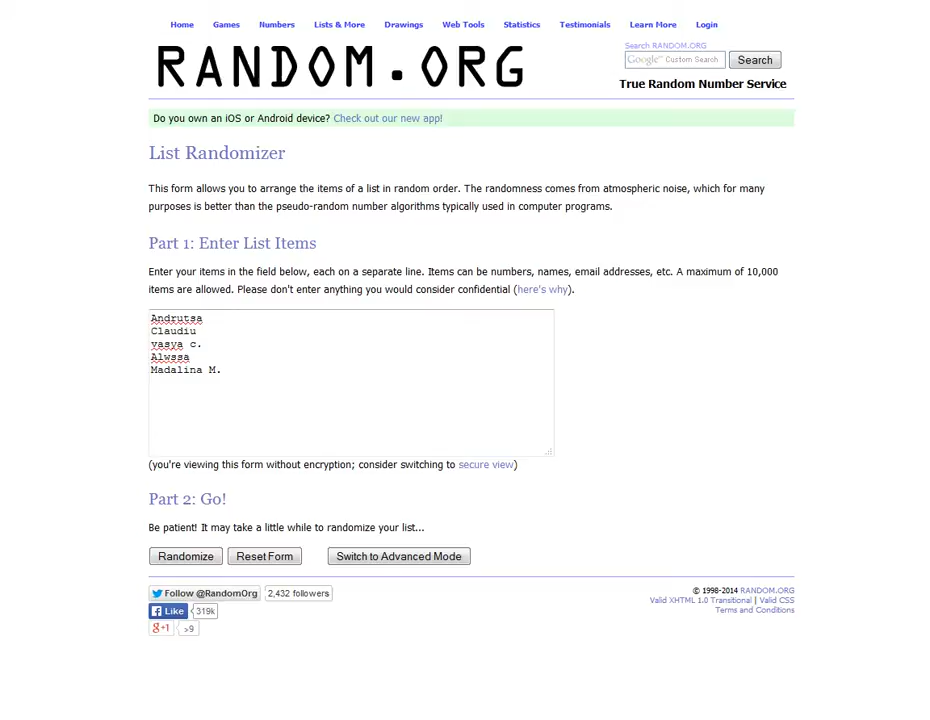 Home Games Numbers Lists & More Drawings Web Tools Statistics Testimonials Learn More Login
RANDOM.ORG
Search RANDOM.ORG
Google™ Custom Search Search
True Random Number Service
Do you own an iOS or Android device? Check out our new app!
List Randomizer
This form allows you to arrange the items of a list in random order. The randomness comes from atmospheric noise, which for many
purposes is better than the pseudo-random number algorithms typically used in computer programs.
Part 1: Enter List Items
Enter your items in the field below, each on a separate line. Items can be numbers, names, email addresses, etc. A maximum of 10,000
items are allowed. Please don't enter anything you would consider confidential (here's why).
Andrutsa
Claudiu
vasya c.
Alwssa
Madalina M.
(you're viewing this form without encryption; consider switching to secure view)
Part 2: Go!
Be patient! It may take a little while to randomize your list...
Randomize Reset Form Switch to Advanced Mode
Follow @RandomOrg 2,432 followers
Like 319k
g+1 >9
© 1998-2014 RANDOM.ORG
Valid XHTML 1.0 Transitional | Valid CSS
Terms and Conditions